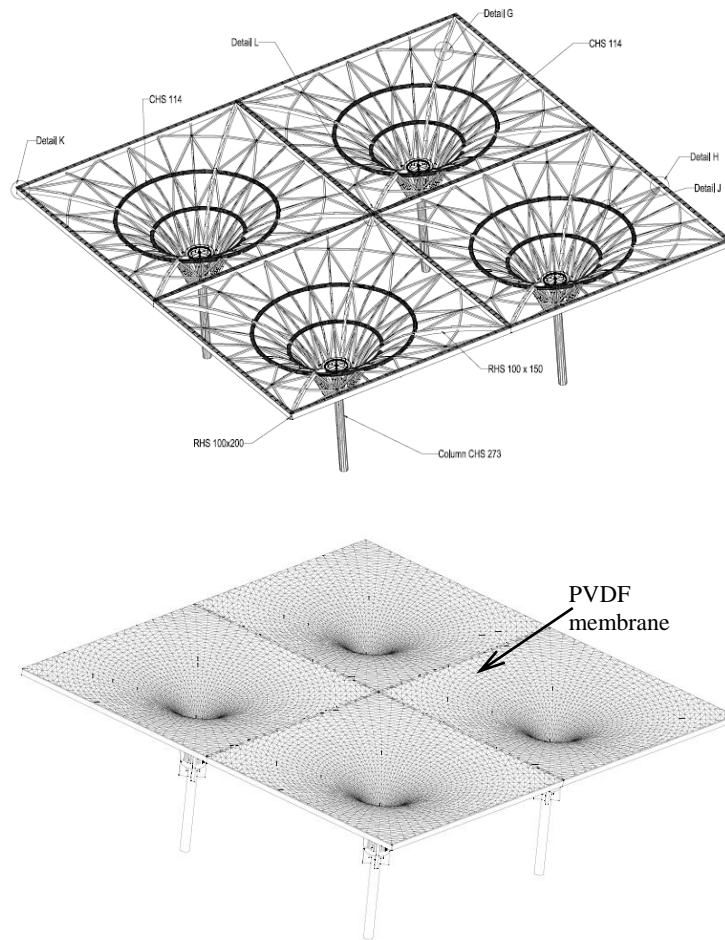 Detail G
Detail L
CHS 114
CHS 114
Detail K
Detail H
Detail J
RHS 100 x 150
RHS 100x200
Column CHS 273
PVDF
membrane